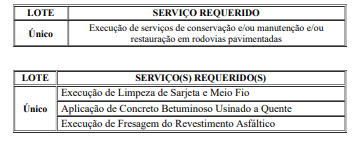 LOTE SERVIÇO REQUERIDO
Único Execução de serviços de conservação e/ou manutenção e/ou
restauração em rodovias pavimentadas
LOTE SERVIÇO(S) REQUERIDO(S)
Execução de Limpeza de Sarjeta e Meio Fio
Único Aplicação de Concreto Betuminoso Usinado a Quente
Execução de Fresagem do Revestimento Asfáltico